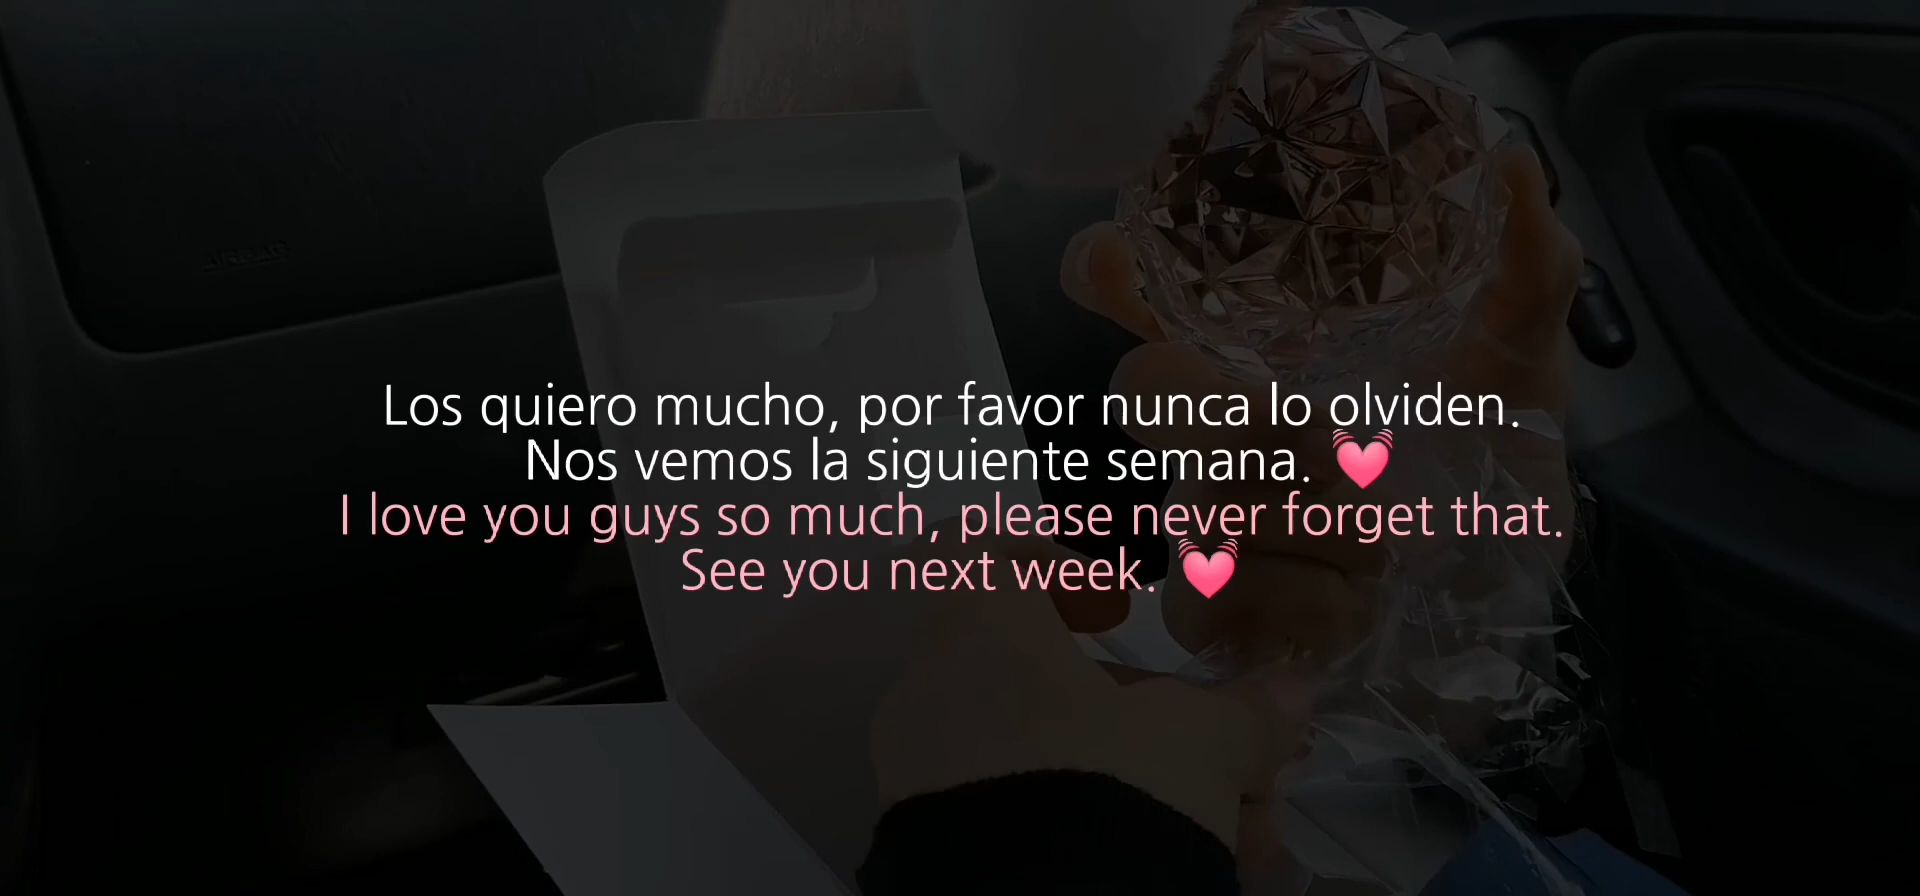 AIRBAG
Los quiero mucho, por favor nunca lo olviden.
Nos vemos la siguiente semana. 💓
I love you guys so much, please never forget that.
See you next week. 💓